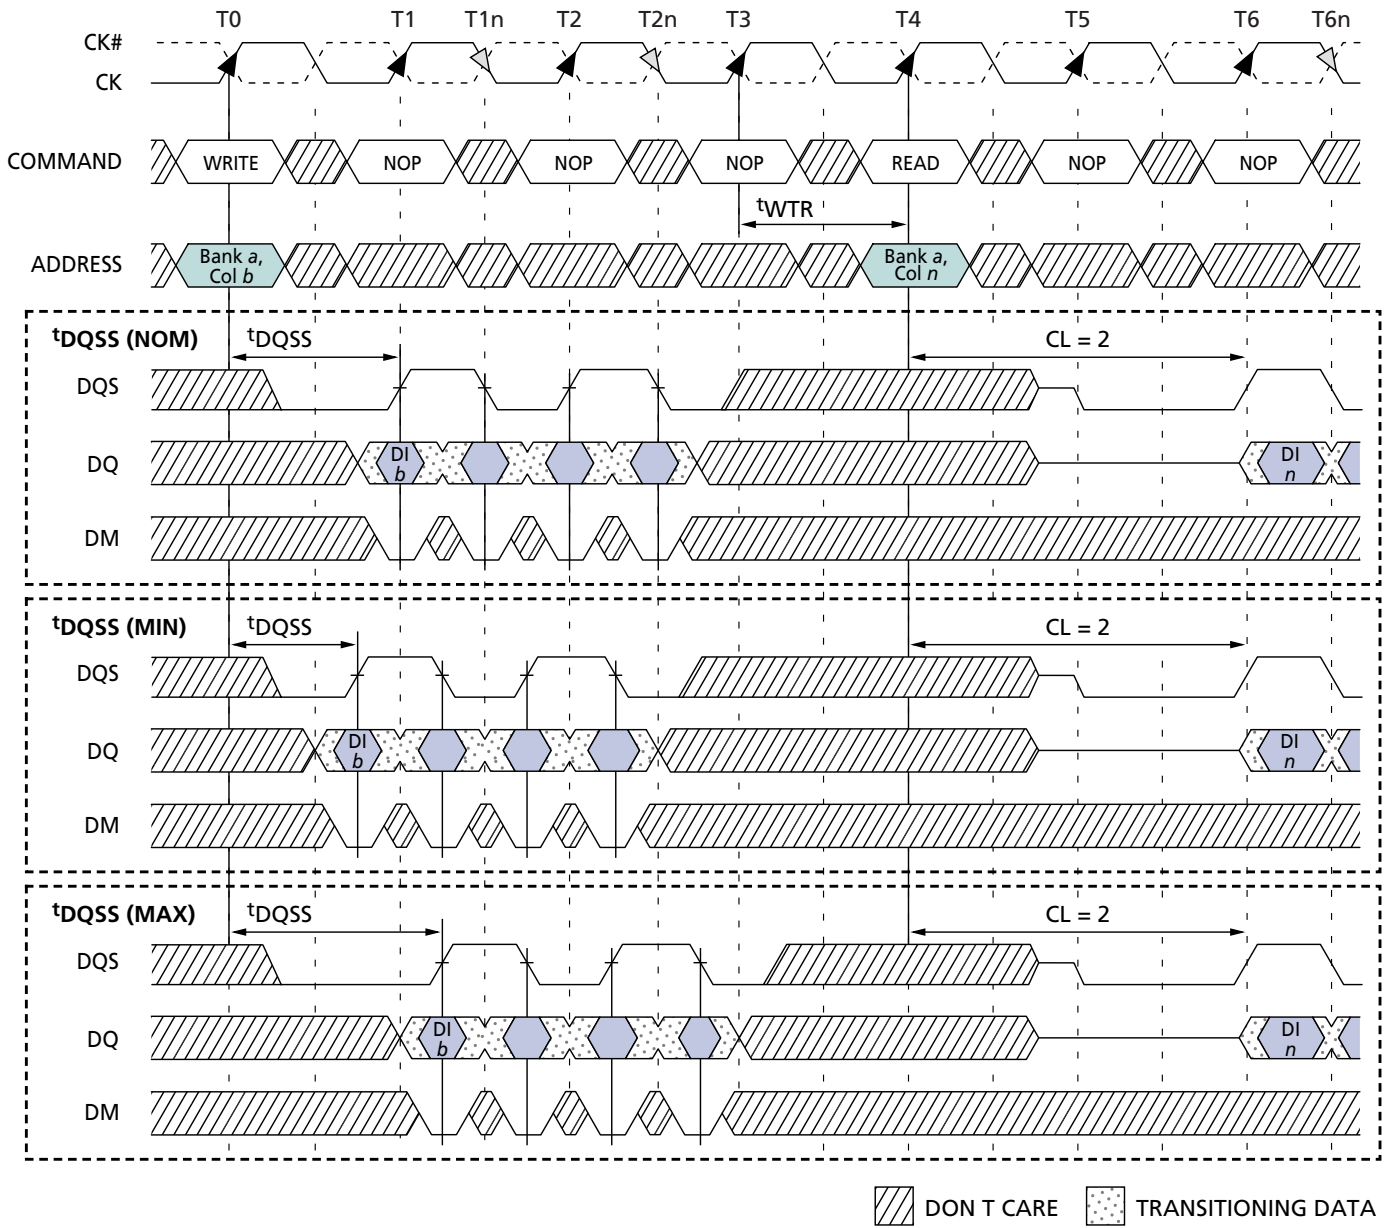 T0 T1 T1n T2 T2n T3 T4 T5 T6 T6n
CK#
CK
COMMAND WRITE NOP NOP NOP READ NOP NOP
tWTR
ADDRESS Bank a, Col b Bank a, Col n
tDQSS (NOM) tDQSS CL = 2
DQS
DQ DI b DI n
DM
tDQSS (MIN) tDQSS CL = 2
DQS
DQ DI b DI n
DM
tDQSS (MAX) tDQSS CL = 2
DQS
DQ DI b DI n
DM
DON T CARE TRANSITIONING DATA